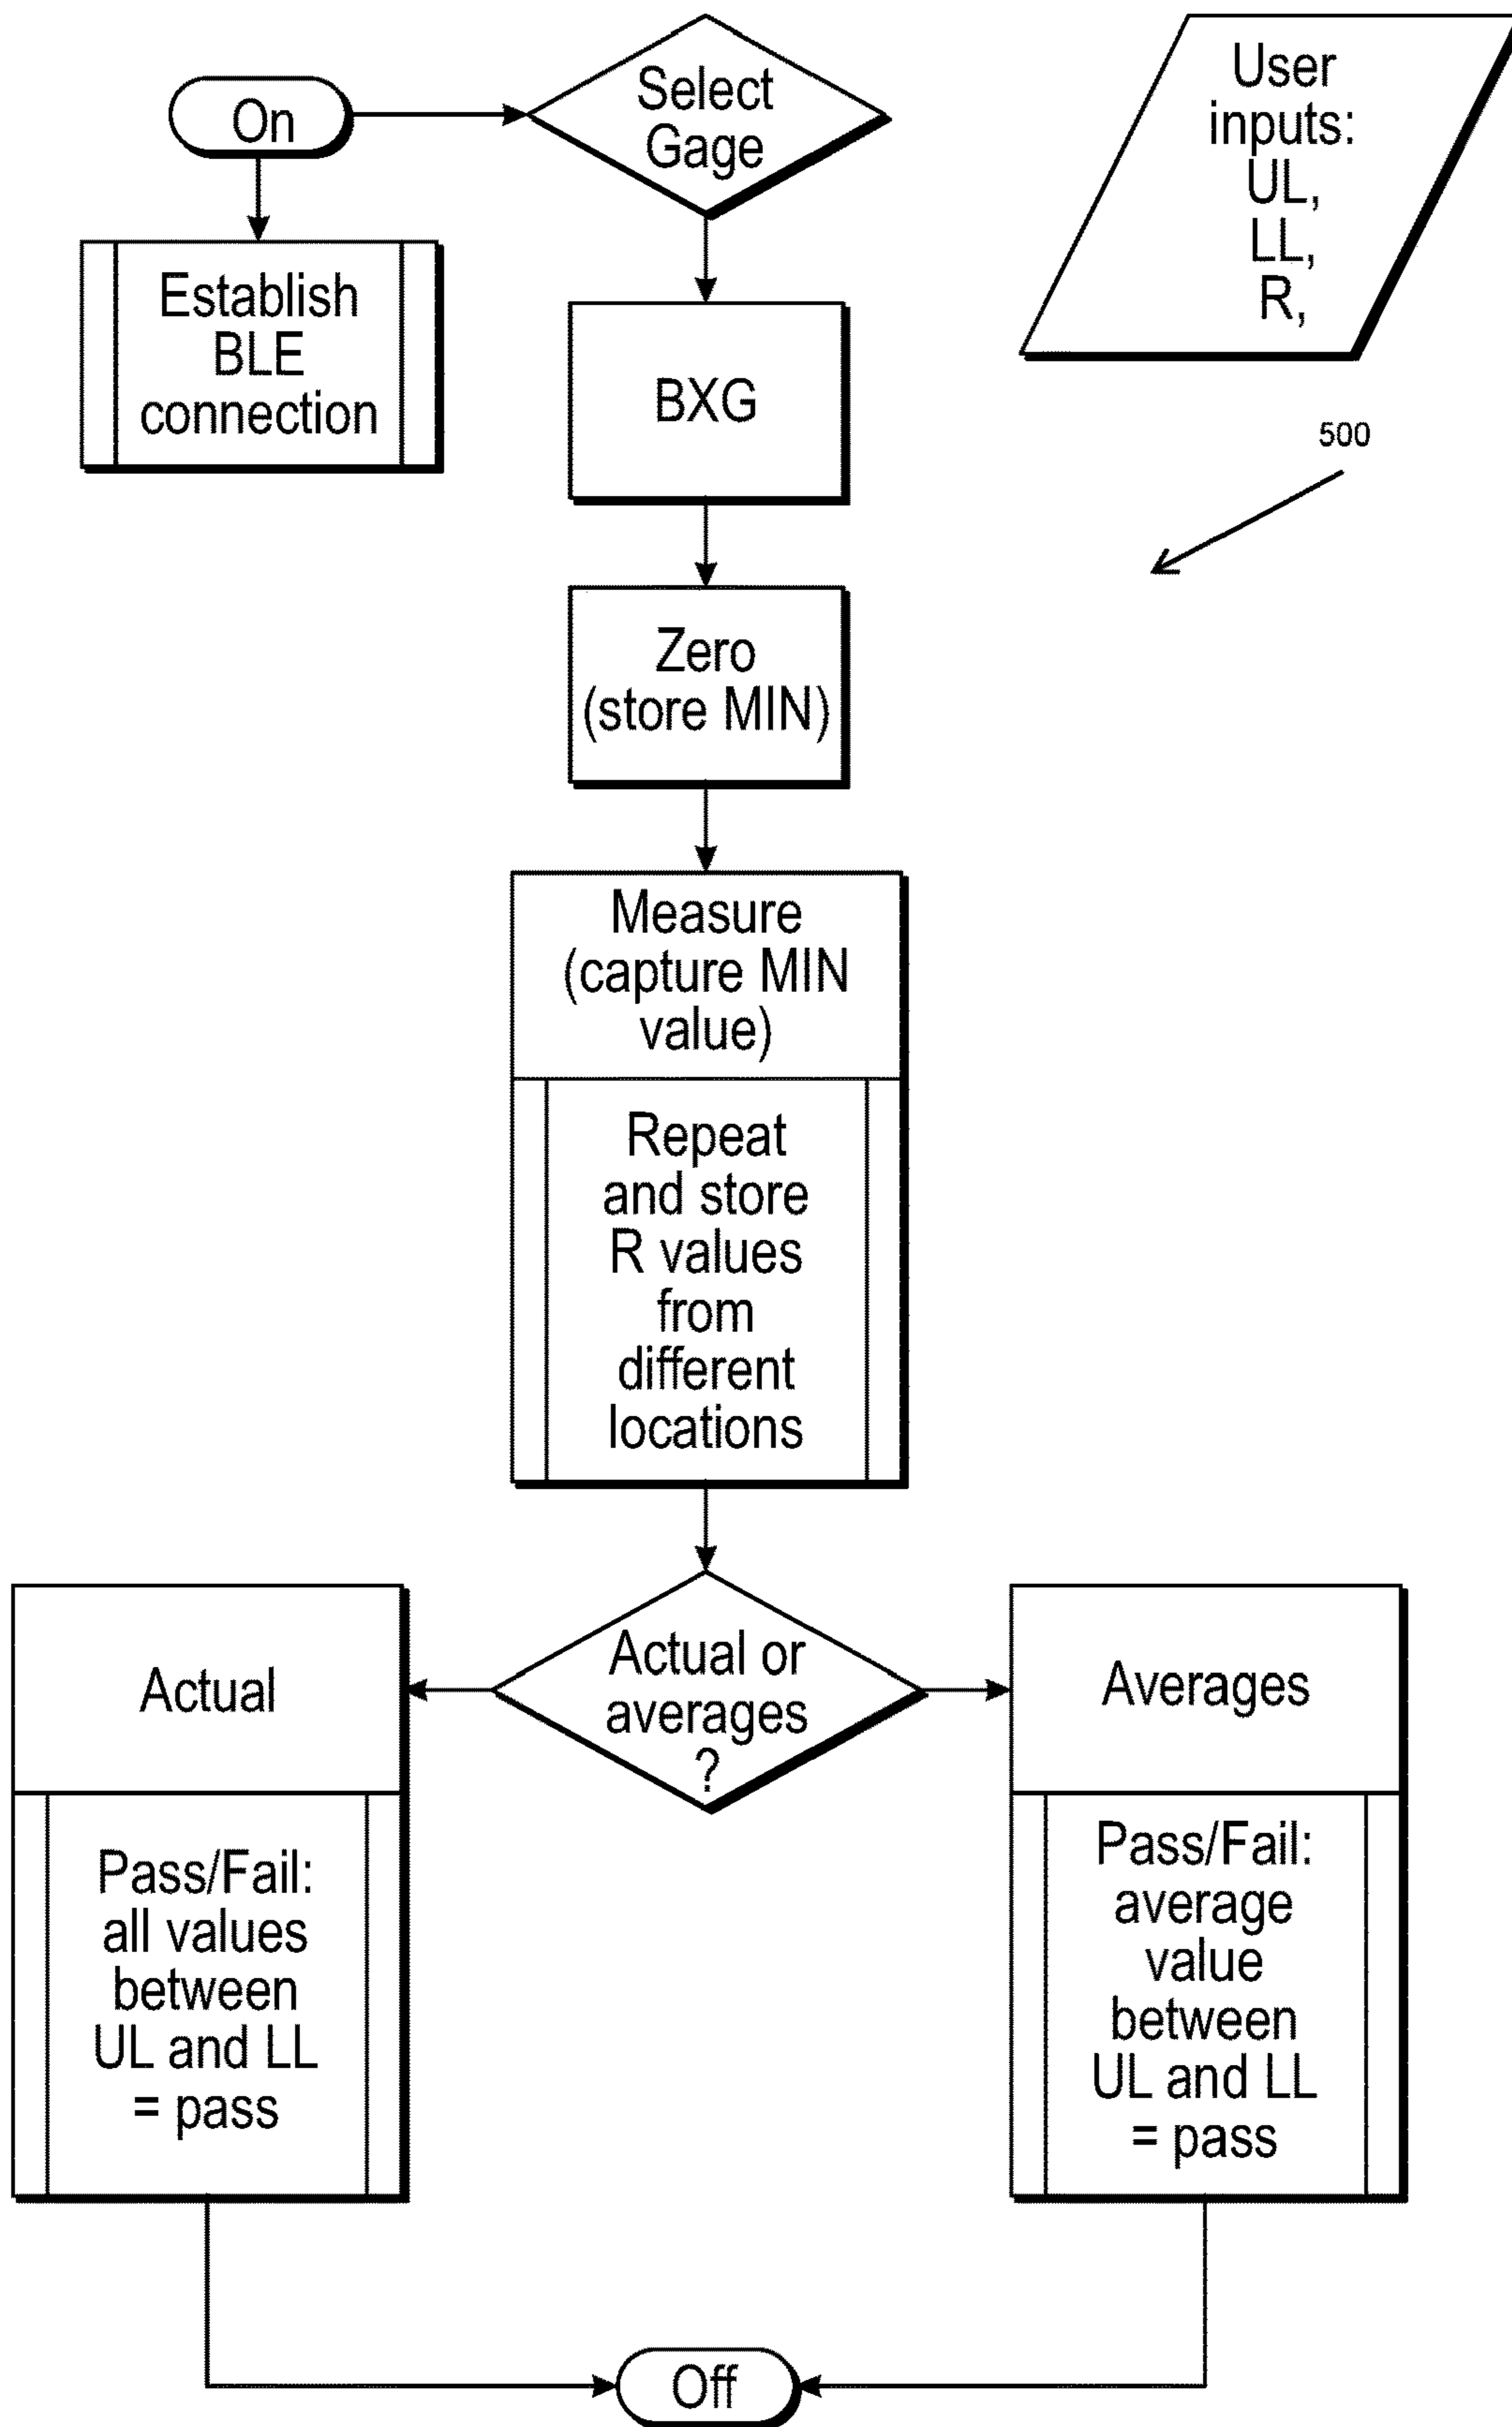 On
Select
Gage
User
inputs:
UL,
LL,
R,
Establish
BLE
connection
BXG
500
Zero
(store MIN)
Measure
(capture MIN
value)
Repeat
and store
R values
from
different
locations
Actual or
averages
?
Actual
Pass/Fail:
all values
between
UL and LL
= pass
Averages
Pass/Fail:
average
value
between
UL and LL
= pass
Off